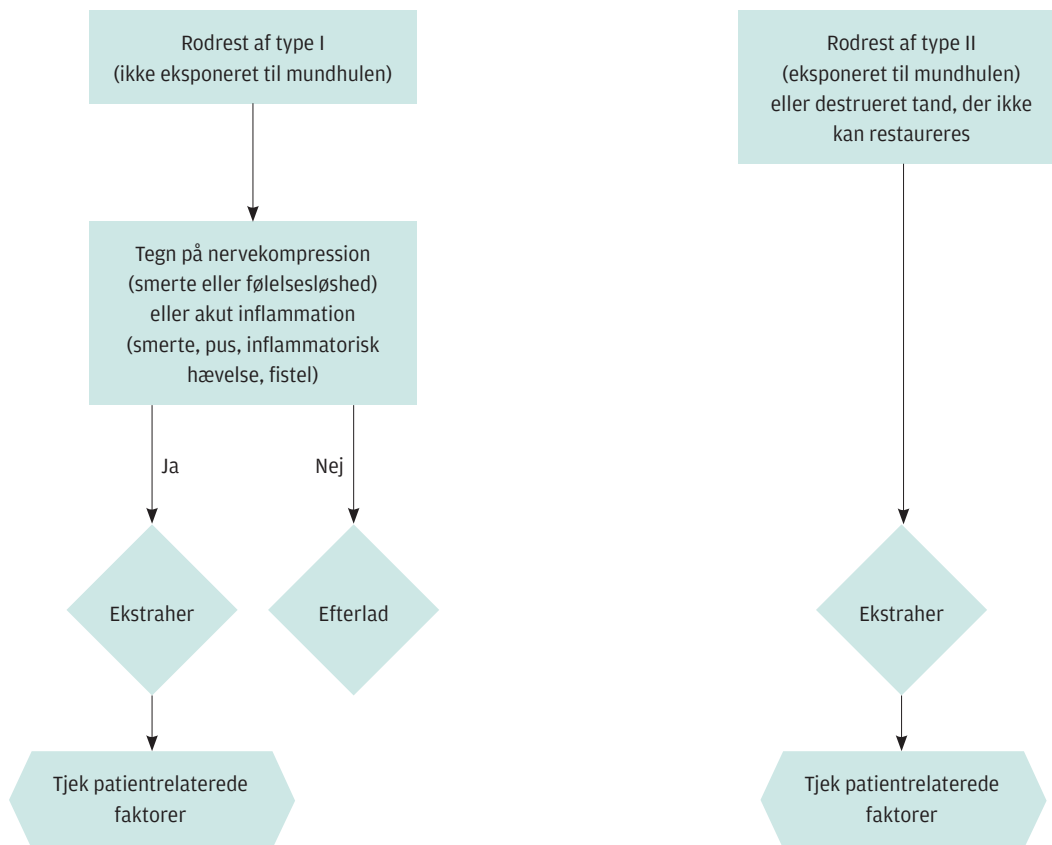 Rodrest af type I
(ikke eksponeret til mundhulen)
Tegn på nervekompression
(smerte eller følelsesløshed)
eller akut inflammation
(smerte, pus, inflammatorisk
hævelse, fistel)
Ja
Nej
Ekstraher
Efterlad
Tjek patientrelaterede
faktorer
Rodrest af type II
(eksponeret til mundhulen)
eller destrueret tand, der ikke
kan restaureres
Ekstraher
Tjek patientrelaterede
faktorer